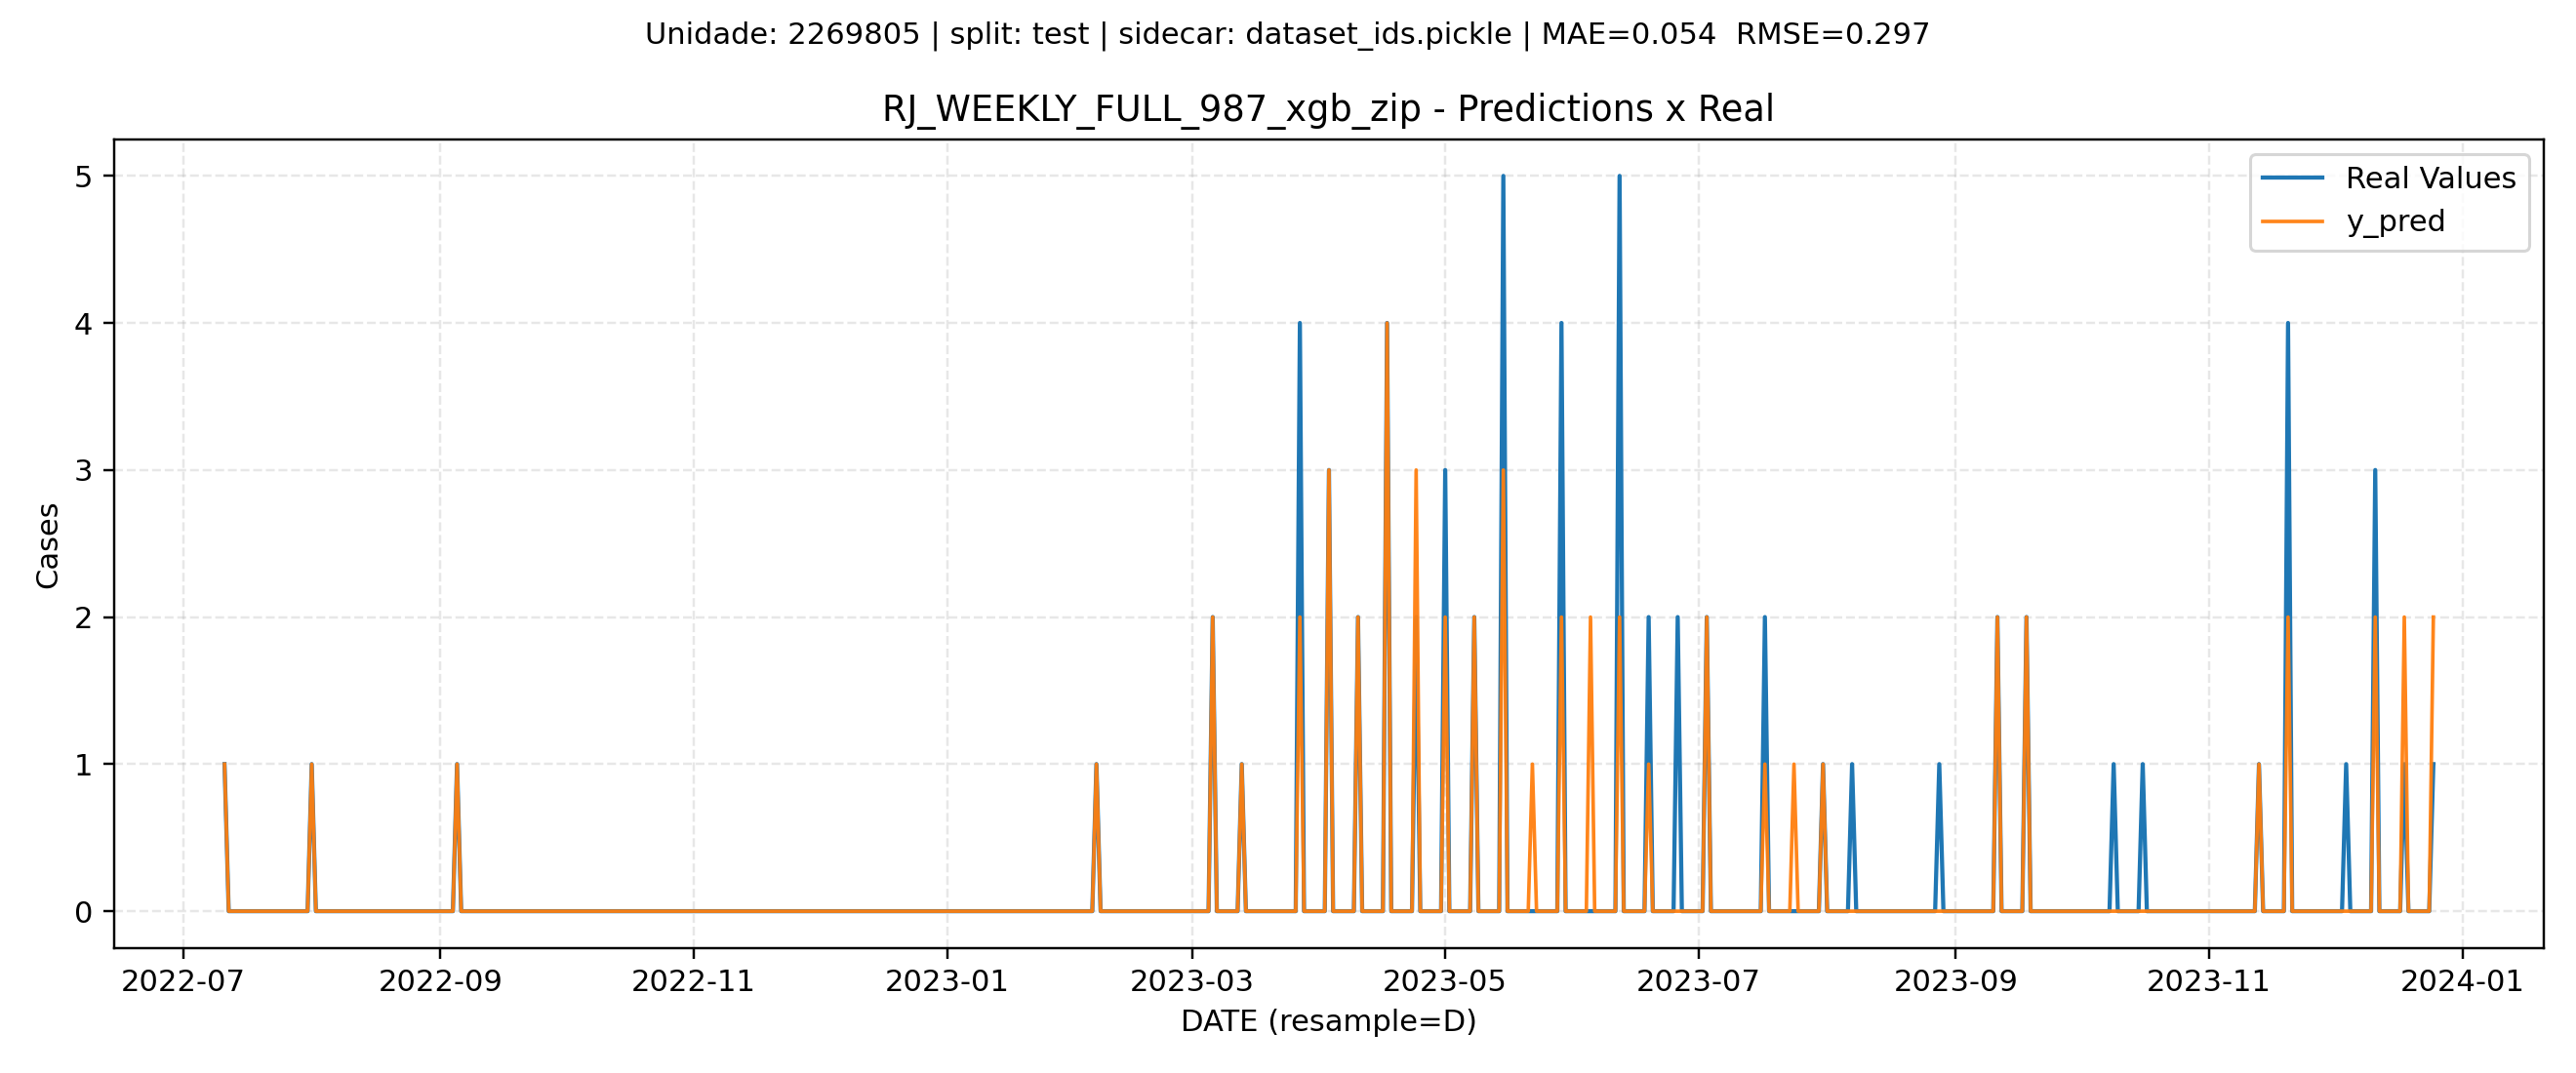 Unidade: 2269805 | split: test | sidecar: dataset_ids.pickle | MAE=0.054  RMSE=0.297
RJ_WEEKLY_FULL_987_xgb_zip - Predictions x Real
Real Values
y_pred
5
4
3
2
1
0
Cases
2022-07
2022-09
2022-11
2023-01
2023-03
2023-05
2023-07
2023-09
2023-11
2024-01
DATE (resample=D)